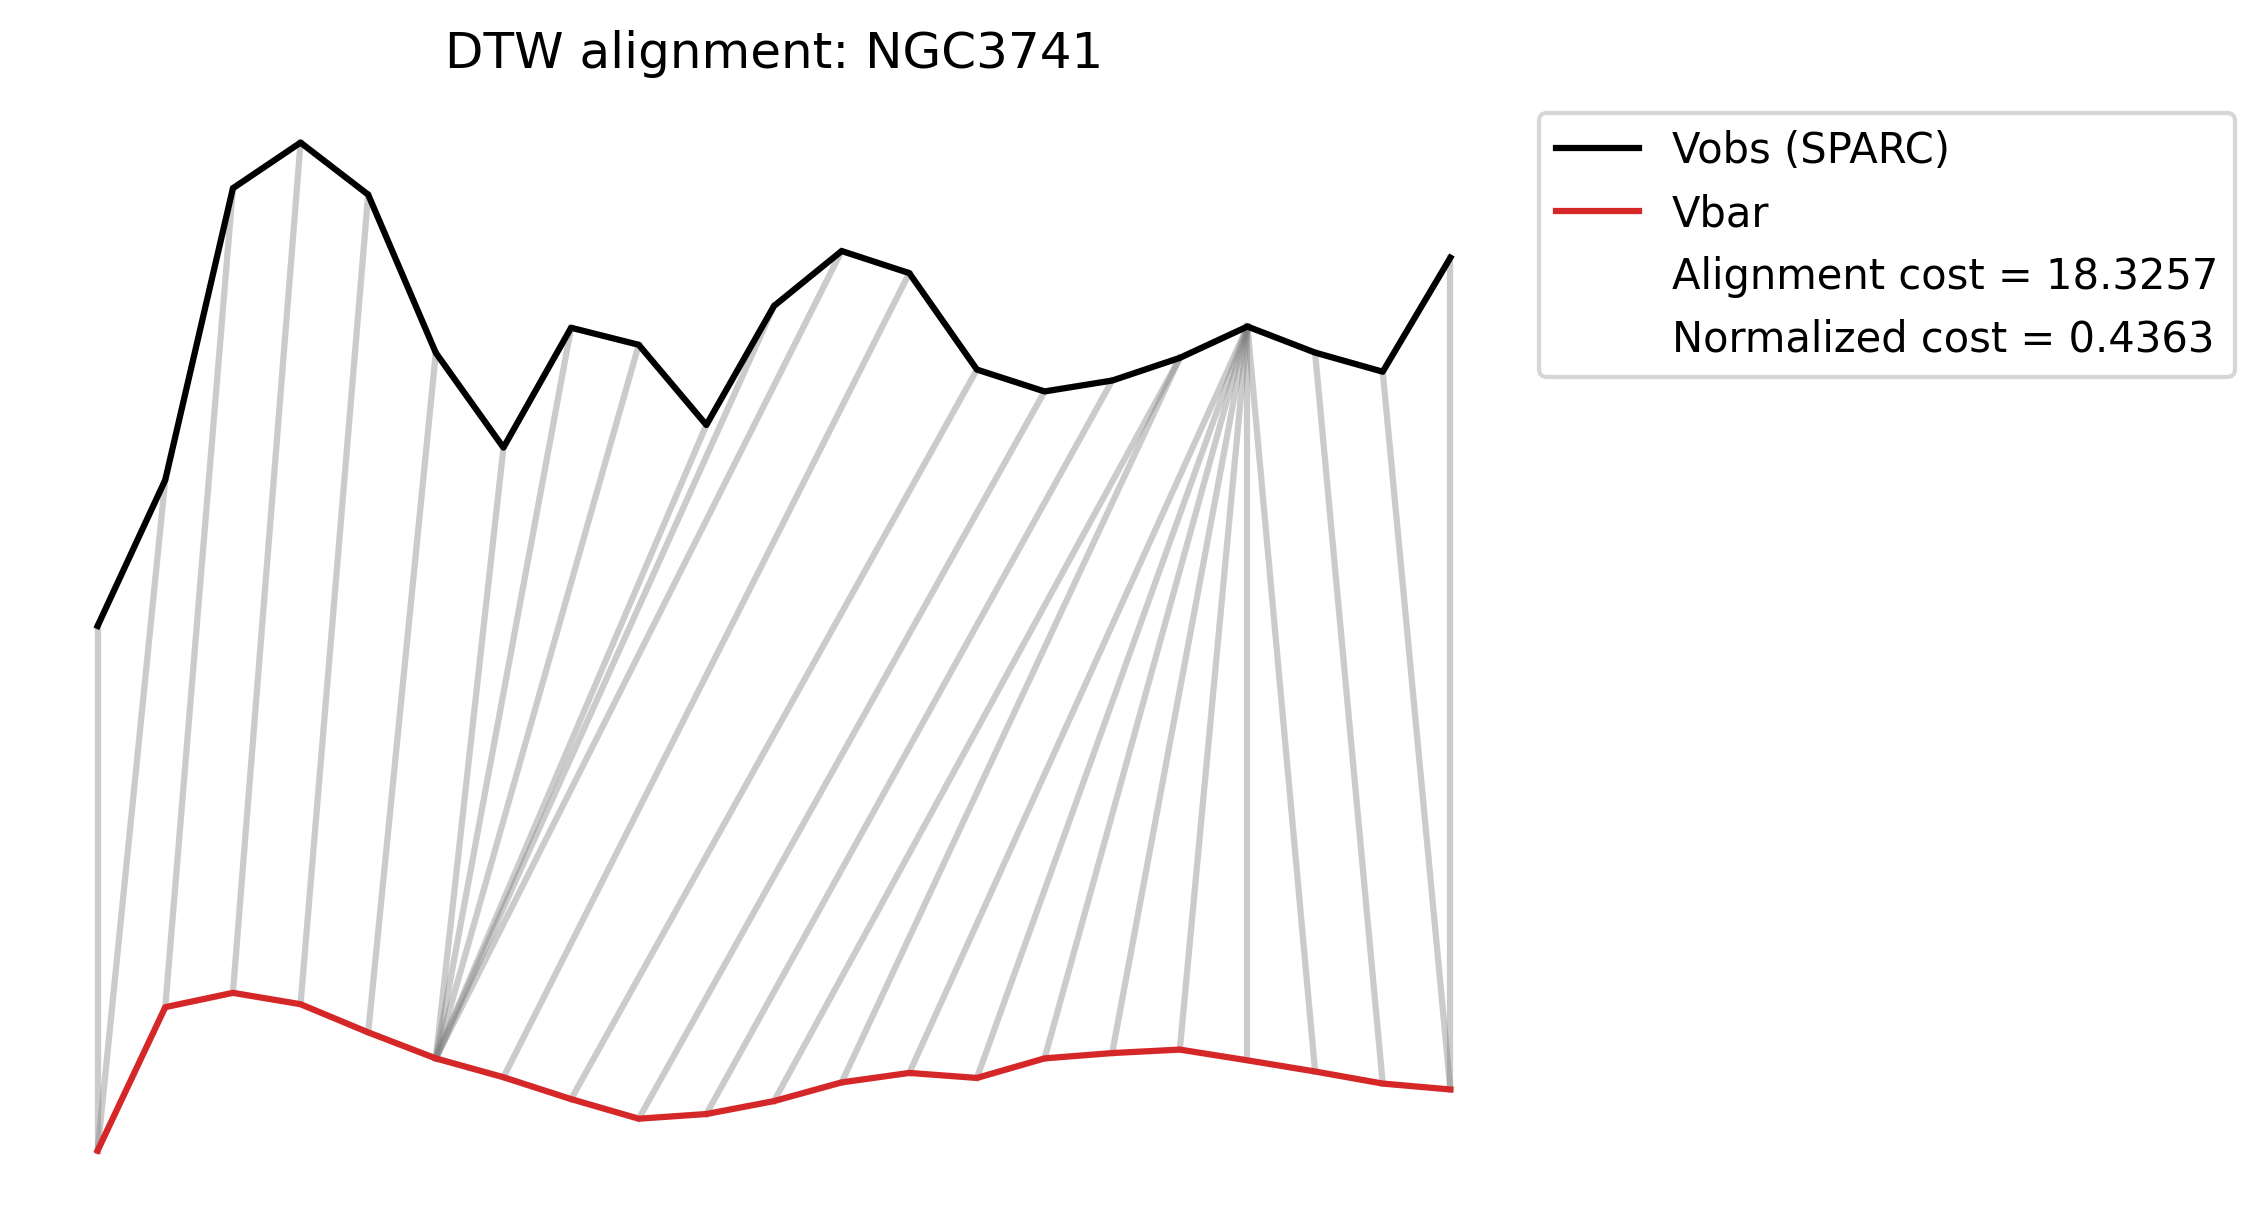 DTW alignment: NGC3741
Vobs (SPARC)
Vbar
Alignment cost = 18.3257
Normalized cost = 0.4363